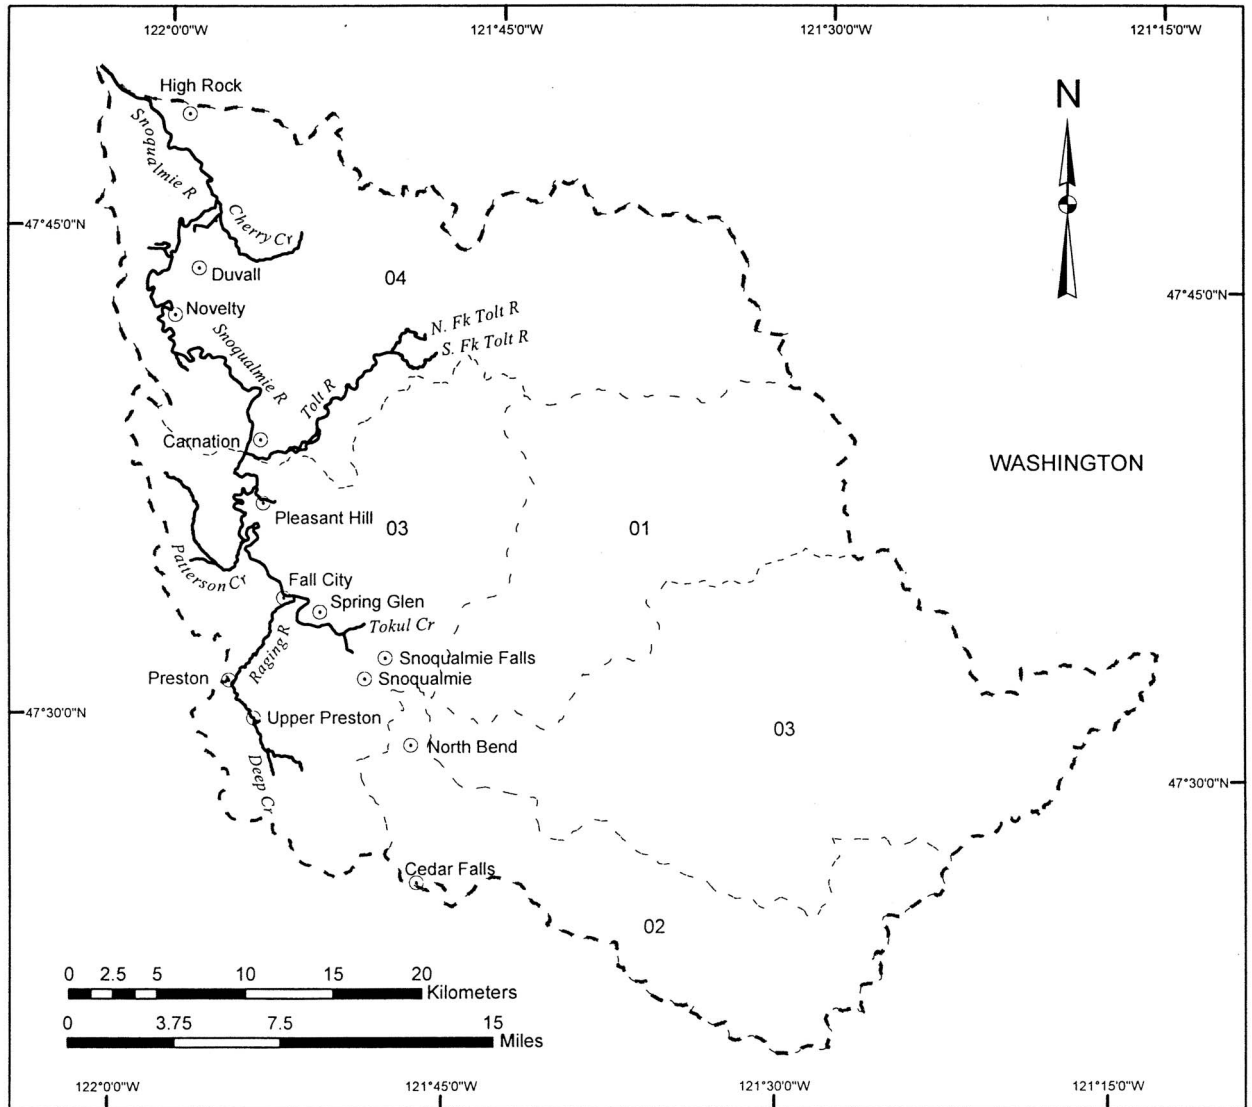 122°0'0"W
121°45'0"W
121°30'0"W
121°15'0"W
High Rock
N
Snoqualmie R
47°45'0"N
Cherry Cr
Duvall
04
47°45'0"N
Novelty
N. Fk Tolt R
S. Fk Tolt R
Snoqualmie R
Tolt R
Carnation
WASHINGTON
Pleasant Hill
03
01
Patterson Cr
Fall City
Spring Glen
Tokul Cr
Raging R
Snoqualmie Falls
Preston
Snoqualmie
47°30'0"N
Upper Preston
03
North Bend
Deep Cr
47°30'0"N
Cedar Falls
02
0 2.5 5 10 15 20
Kilometers
0 3.75 7.5 15
Miles
122°0'0"W
121°45'0"W
121°30'0"W
121°15'0"W